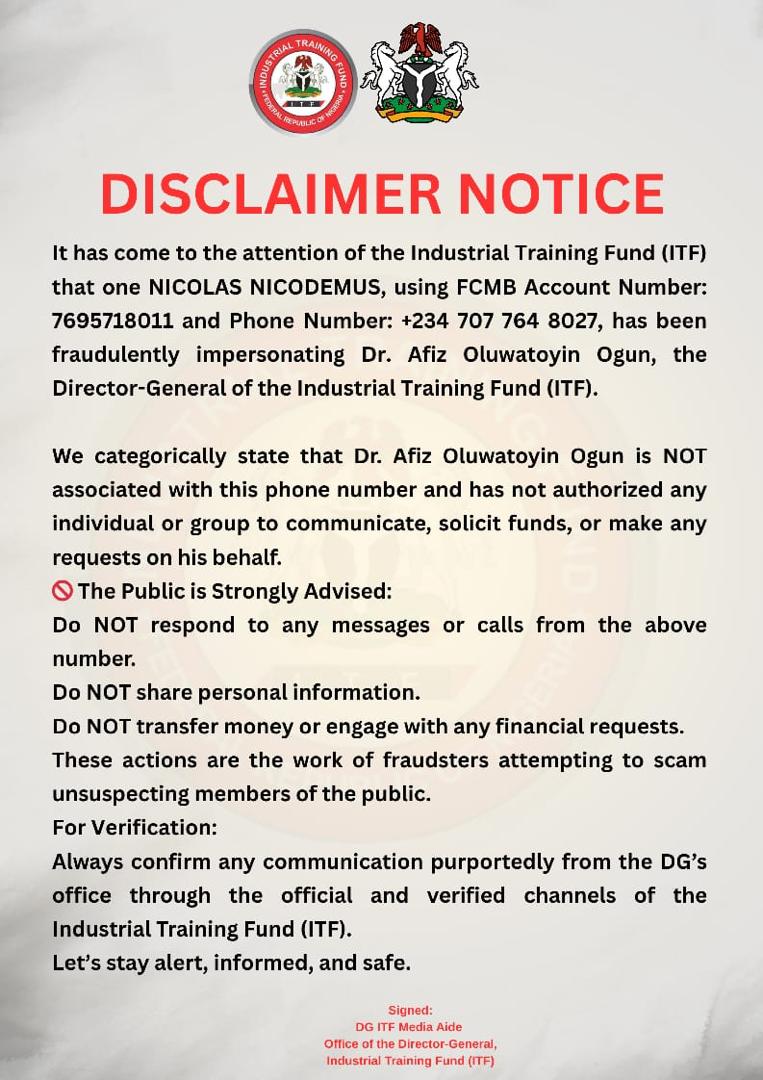 INDUSTRIAL TRAINING FUND
ITF
FEDERAL REPUBLIC OF NIGERIA
DISCLAIMER NOTICE
It has come to the attention of the Industrial Training Fund (ITF)
that one NICOLAS NICODEMUS, using FCMB Account Number:
7695718011 and Phone Number: +234 707 764 8027, has been
fraudulently impersonating Dr. Afiz Oluwatoyin Ogun, the
Director-General of the Industrial Training Fund (ITF).
We categorically state that Dr. Afiz Oluwatoyin Ogun is NOT
associated with this phone number and has not authorized any
individual or group to communicate, solicit funds, or make any
requests on his behalf.
🚫 The Public is Strongly Advised:
Do NOT respond to any messages or calls from the above
number.
Do NOT share personal information.
Do NOT transfer money or engage with any financial requests.
These actions are the work of fraudsters attempting to scam
unsuspecting members of the public.
For Verification:
Always confirm any communication purportedly from the DG’s
office through the official and verified channels of the
Industrial Training Fund (ITF).
Let’s stay alert, informed, and safe.
Signed:
DG ITF Media Aide
Office of the Director-General,
Industrial Training Fund (ITF)